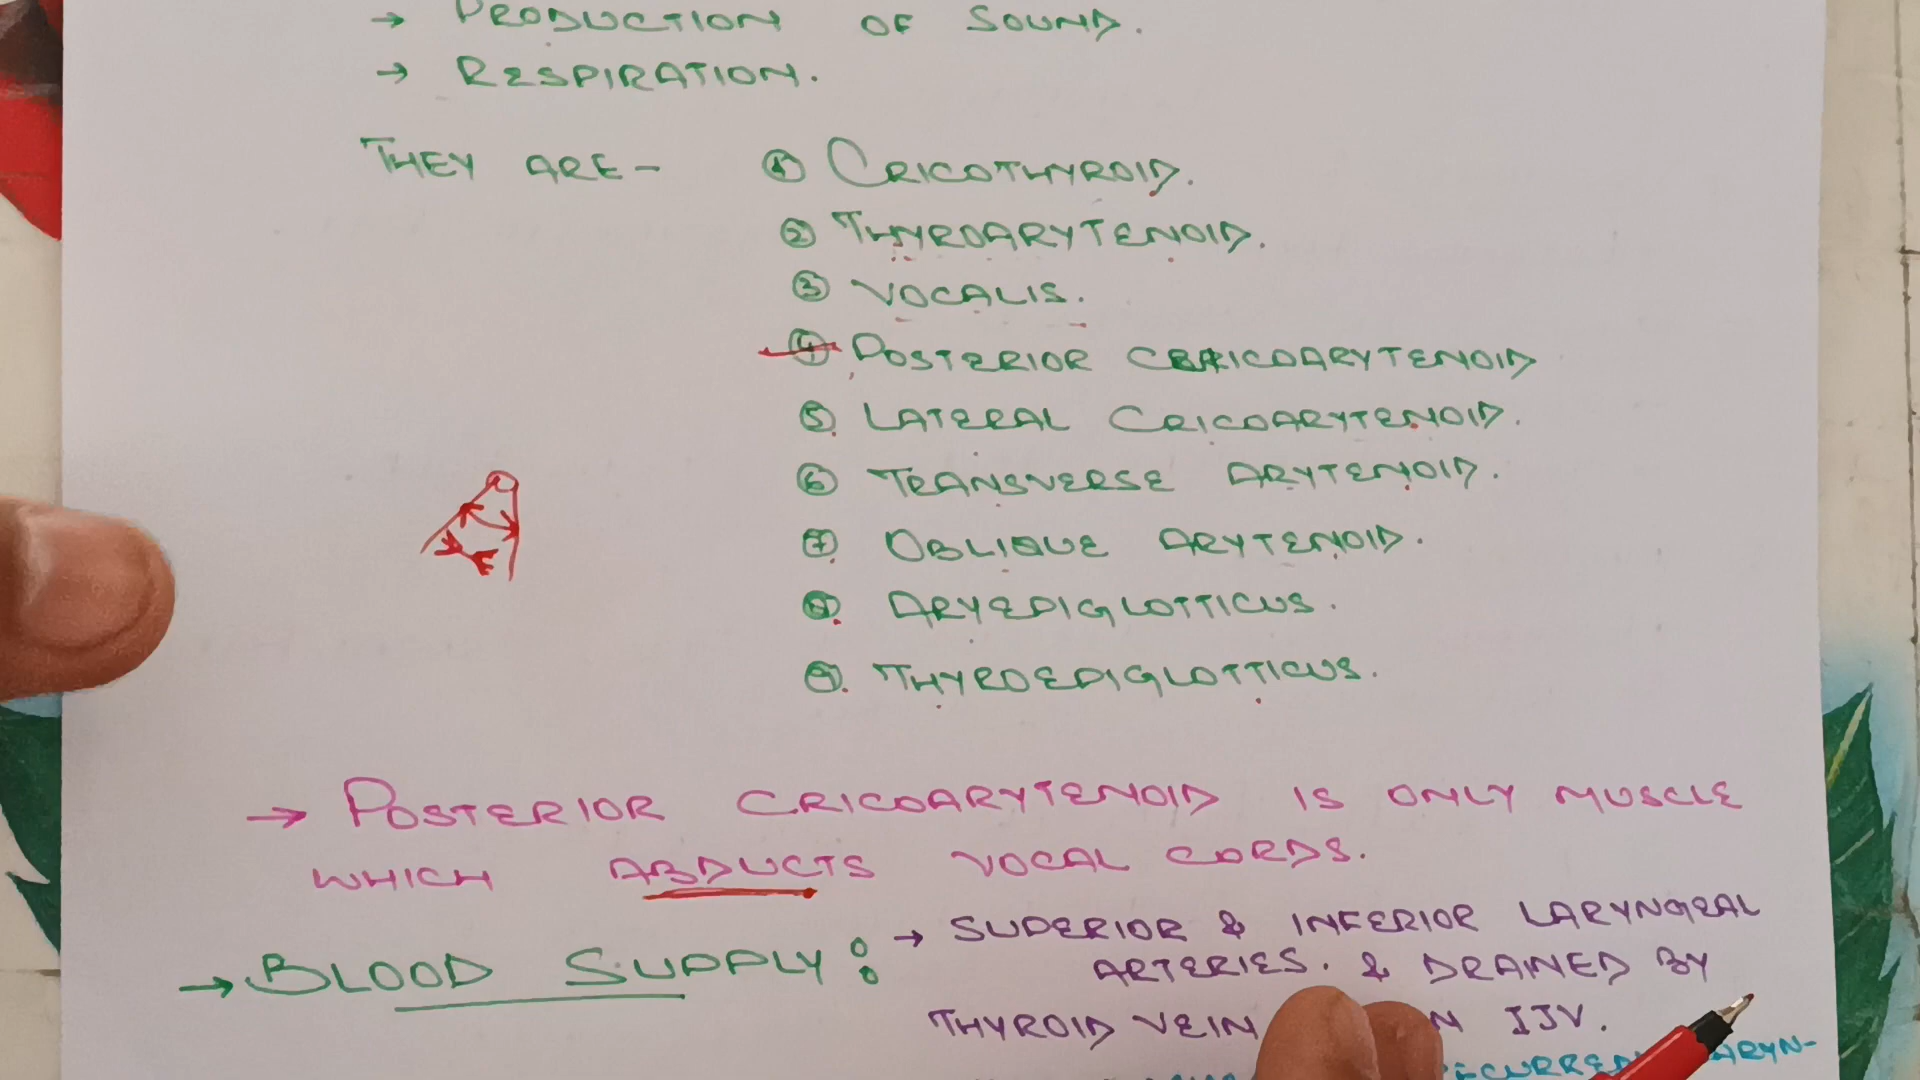 → PRODUCTION OF SOUND.
→ RESPIRATION.
THEY ARE - ① CRICOTHYROID.
② THYROARYTENOID.
③ VOCALIS.
④ POSTERIOR CRICOARYTENOID
⑤ LATERAL CRICOARYTENOID.
⑥ TRANSVERSE ARYTENOID.
⑦ OBLIQUE ARYTENOID.
⑧ ARYEPIGLOTTICUS.
⑨ THYROEPIGLOTTICUS.
→ POSTERIOR CRICOARYTENOID IS ONLY MUSCLE
WHICH ABDUCTS VOCAL CORDS.
→ BLOOD SUPPLY: → SUPERIOR & INFERIOR LARYNGEAL
ARTERIES. & DRAINED BY
THYROID VEIN IJV.